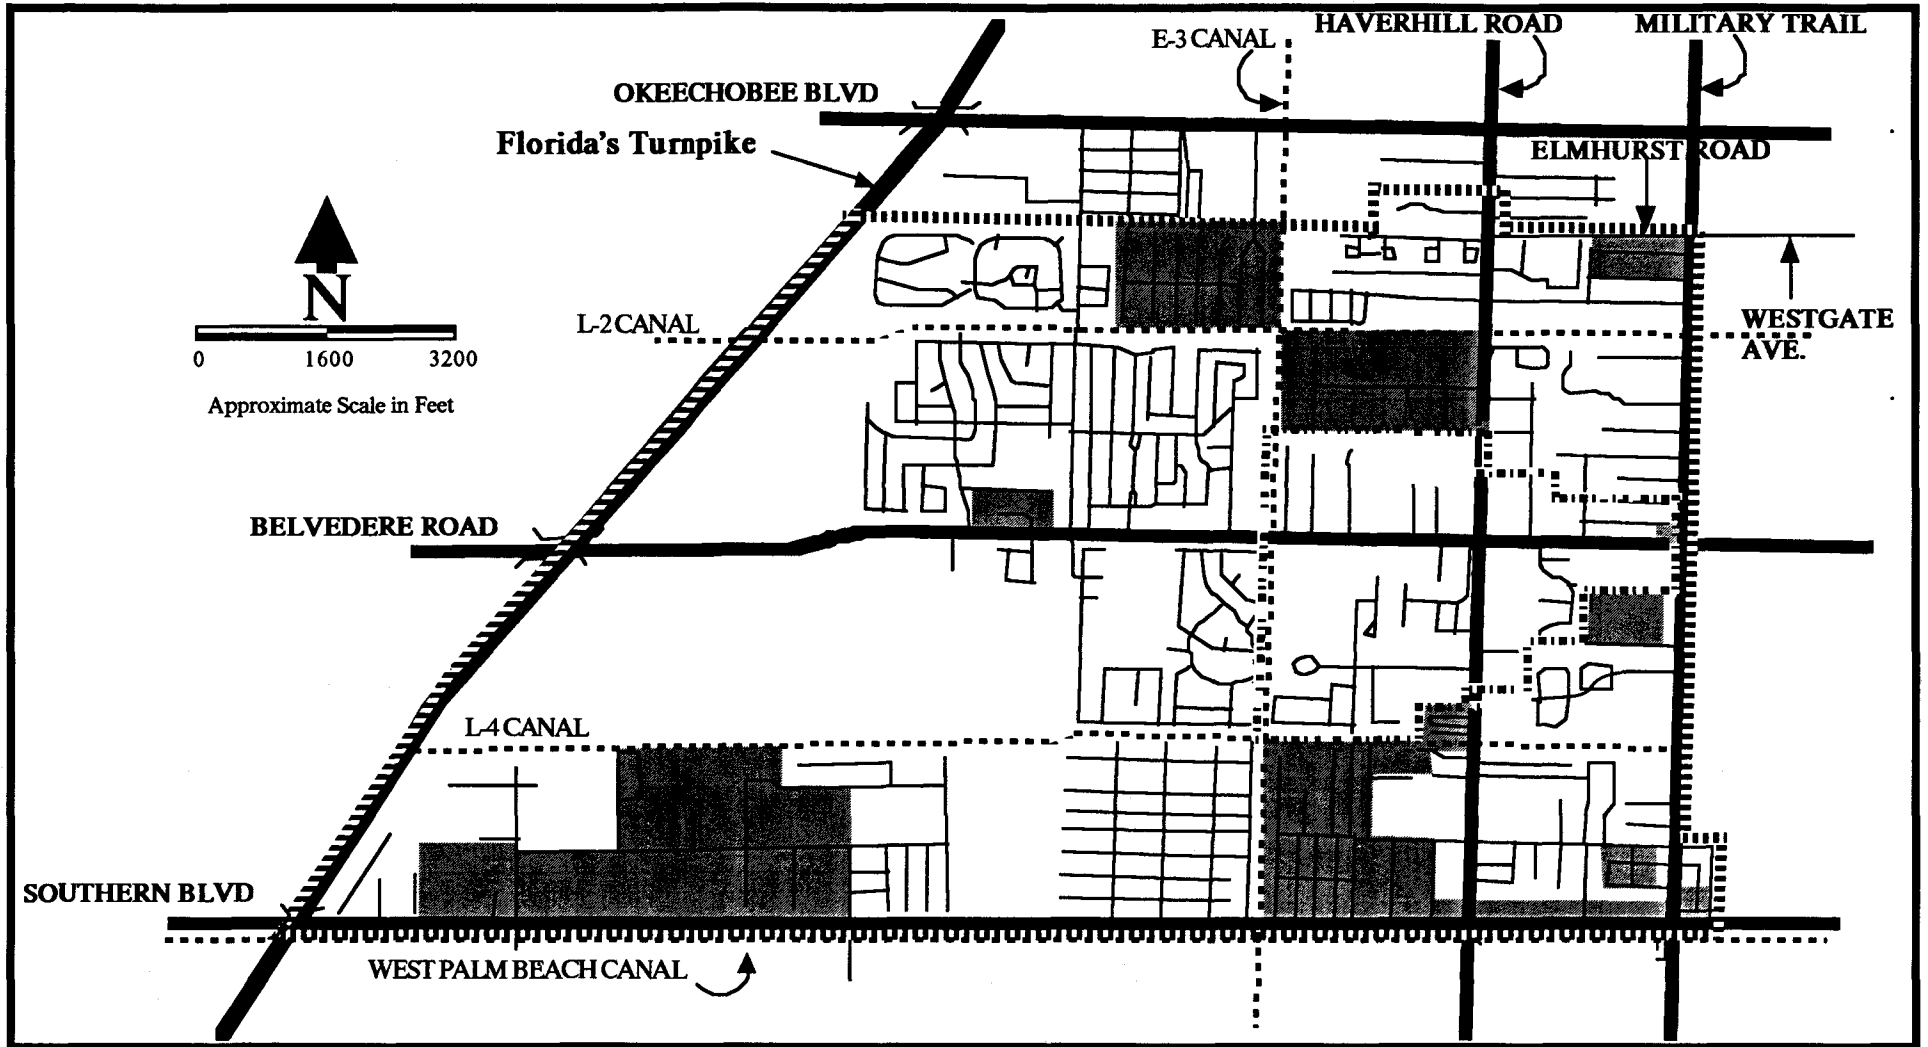 HAVERHILL ROAD
MILITARY TRAIL
E-3 CANAL
OKEECHOBEE BLVD
Florida's Turnpike
ELMHURST ROAD
N
L-2 CANAL
WESTGATE
AVE.
0 1600 3200
Approximate Scale in Feet
BELVEDERE ROAD
L-4 CANAL
SOUTHERN BLVD
WEST PALM BEACH CANAL